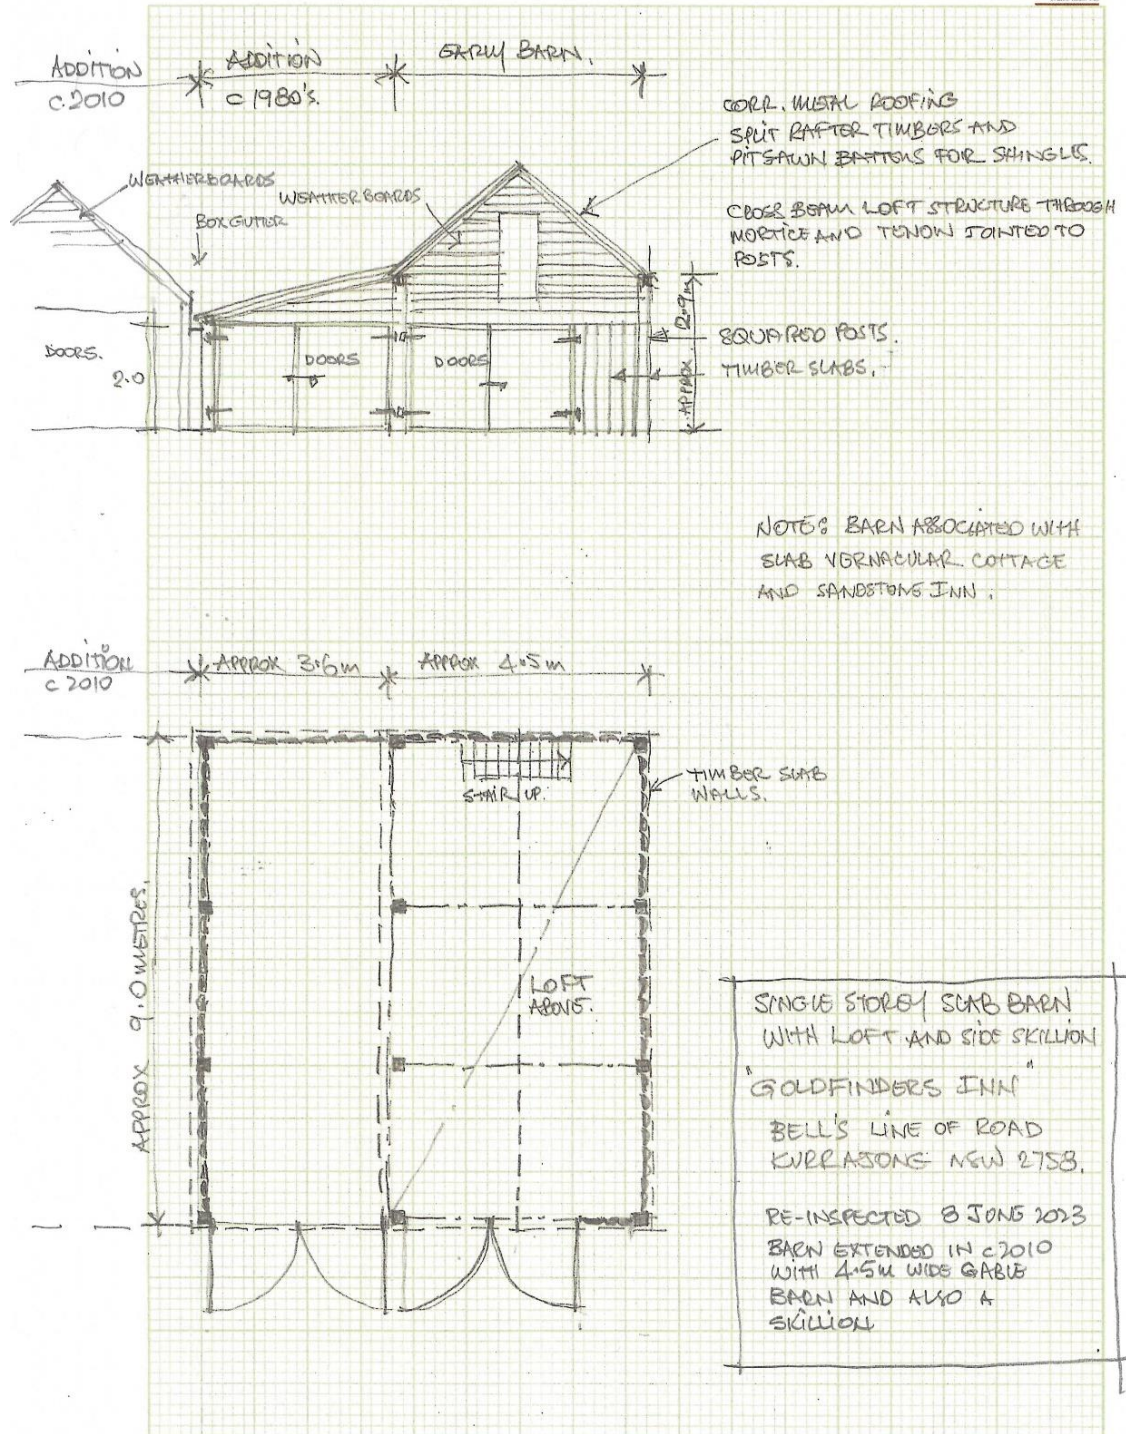 ADDITION
c.2010
ADDITION
c 1980's.
EARLY BARN.
CORR. METAL ROOFING
SPLIT RAFTER TIMBERS AND
PITSAWN BATTENS FOR SHINGLES.
CROSS BEAM LOFT STRUCTURE THROUGH
MORTICE AND TENON JOINTED TO
POSTS.
WEATHERBOARDS
WEATHERBOARDS
BOX GUTTER
SQUARED POSTS.
TIMBER SLABS.
DOORS.
2.0
DOORS
DOORS
APPROX 2.9m
NOTE: BARN ASSOCIATED WITH
SLAB VERNACULAR COTTAGE
AND SANDSTONE INN.
ADDITION
c 2010
APPROX 3.6m
APPROX 4.5m
STAIR UP.
TIMBER SLAB
WALLS.
APPROX 9.0 METRES.
LOFT
ABOVE.
SINGLE STOREY SLAB BARN
WITH LOFT AND SIDE SKILLION
"GOLDFINDERS INN"
BELL'S LINE OF ROAD
KURRAJONG NSW 2758.
RE-INSPECTED 8 JUNE 2023
BARN EXTENDED IN c2010
WITH 4.5m WIDE GABLE
BARN AND ALSO A
SKILLION